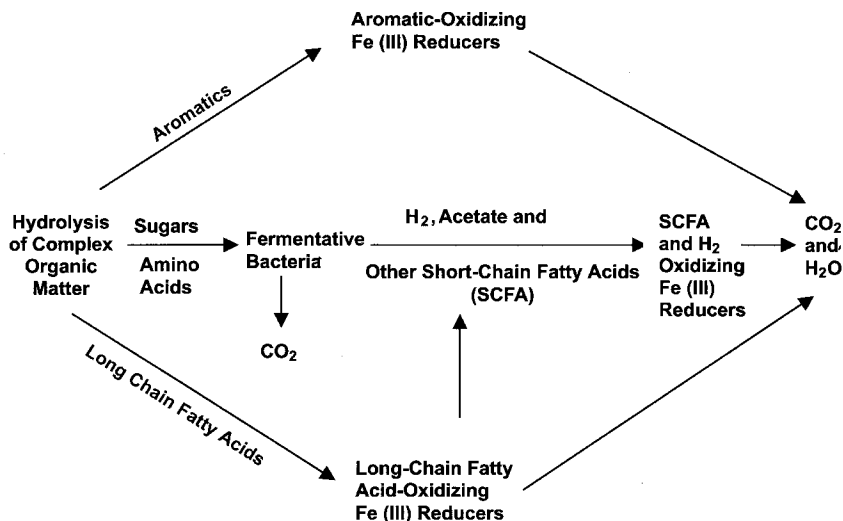 Aromatic-Oxidizing
Fe (III) Reducers
Aromatics
Hydrolysis
of Complex
Organic
Matter
Sugars
Amino
Acids
Fermentative
Bacteria
CO₂
H₂, Acetate and
Other Short-Chain Fatty Acids
(SCFA)
SCFA
and H₂
Oxidizing
Fe (III)
Reducers
CO₂
and
H₂O
Long Chain Fatty Acids
Long-Chain Fatty
Acid-Oxidizing
Fe (III) Reducers